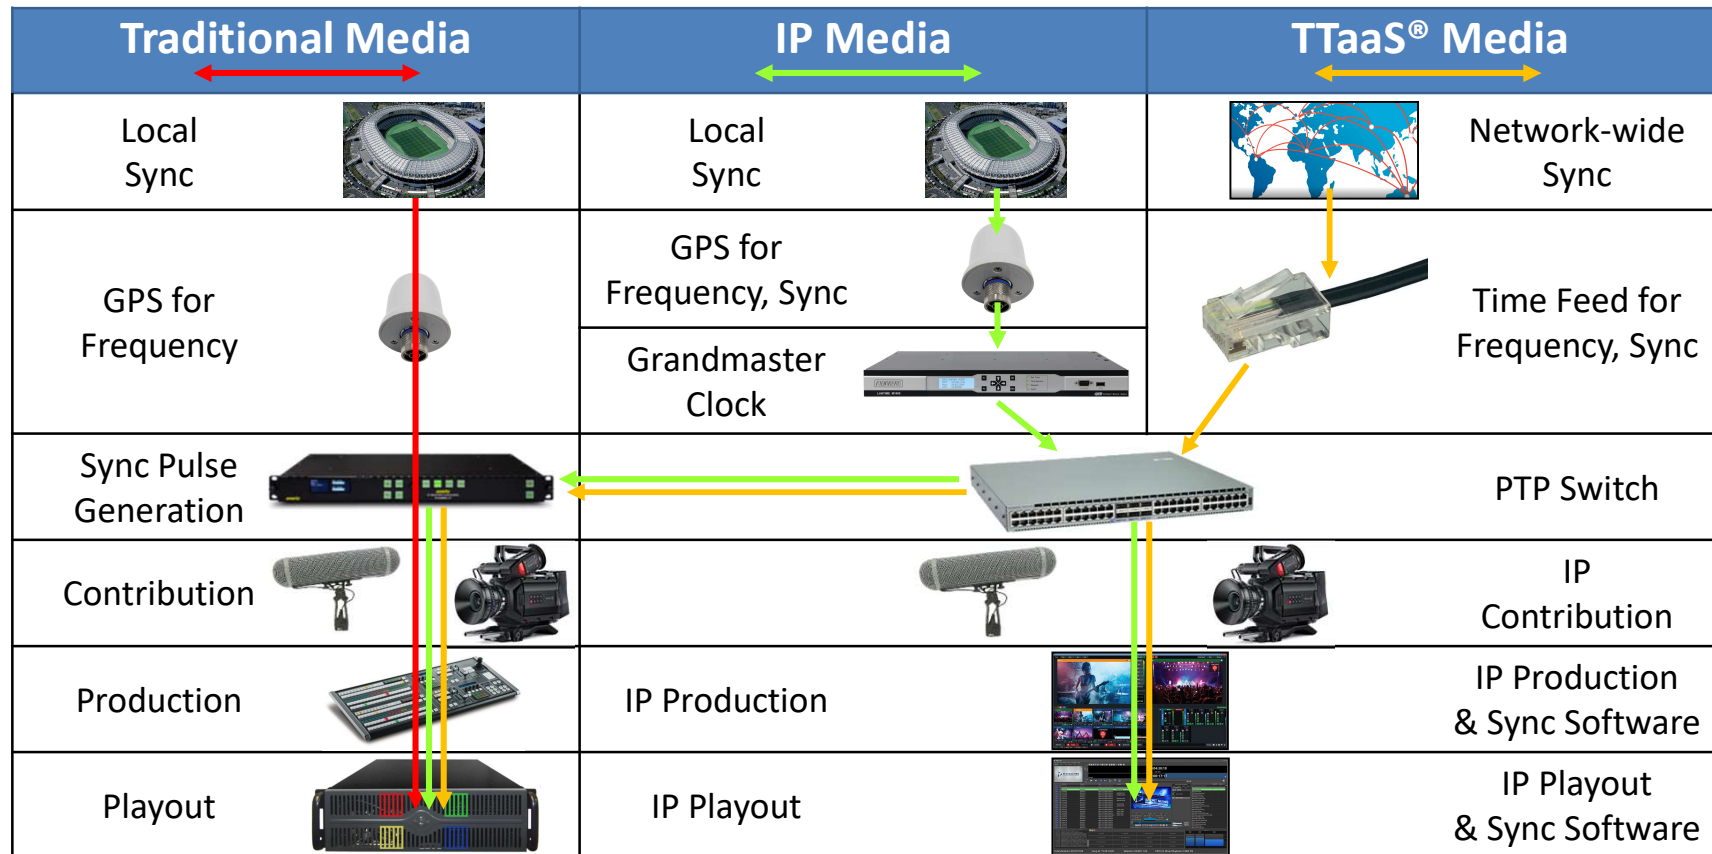 Traditional Media
IP Media
TTaaS® Media
Local
Sync
Local
Sync
Network-wide
Sync
GPS for
Frequency
GPS for
Frequency, Sync
Time Feed for
Frequency, Sync
Grandmaster
Clock
Sync Pulse
Generation
PTP Switch
Contribution
IP
Contribution
Production
IP Production
IP Production
& Sync Software
Playout
IP Playout
IP Playout
& Sync Software